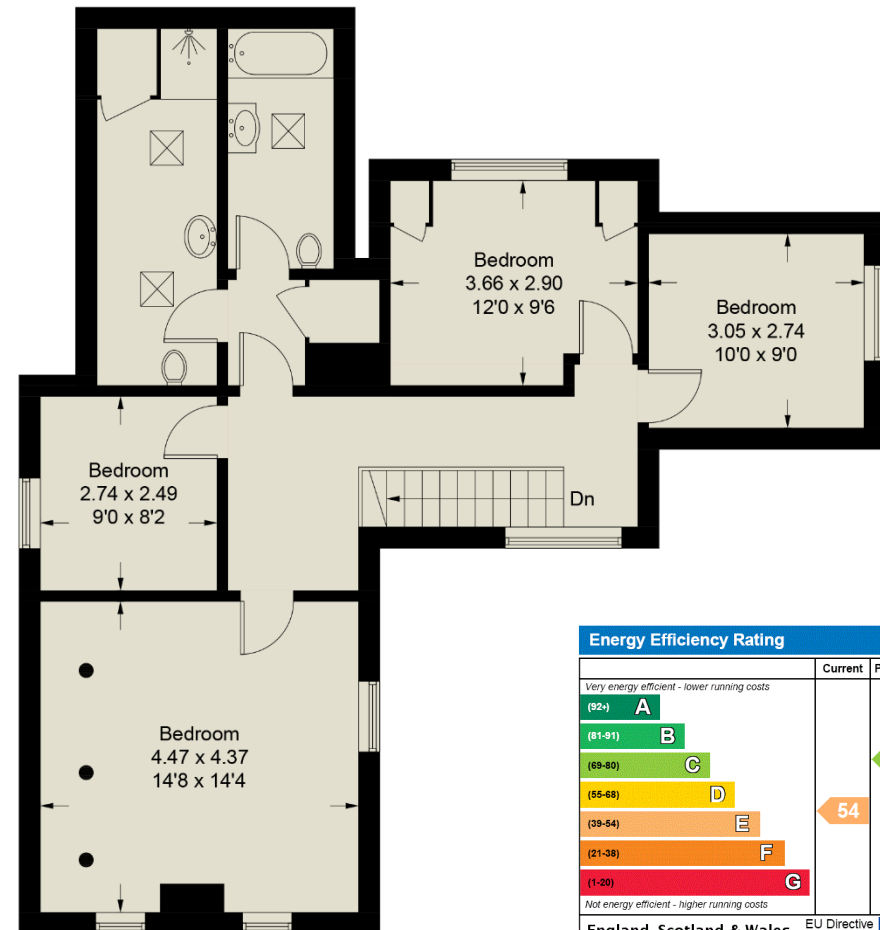 Bedroom
3.66 x 2.90
12'0 x 9'6
Bedroom
3.05 x 2.74
10'0 x 9'0
Bedroom
2.74 x 2.49
9'0 x 8'2
Dn
Bedroom
4.47 x 4.37
14'8 x 14'4
Energy Efficiency Rating
Current
Very energy efficient - lower running costs
(92+) A
(81-91) B
(69-80) C
(55-68) D
(39-54) E
54
(21-38) F
(1-20) G
Not energy efficient - higher running costs
England, Scotland & Wales
EU Directive